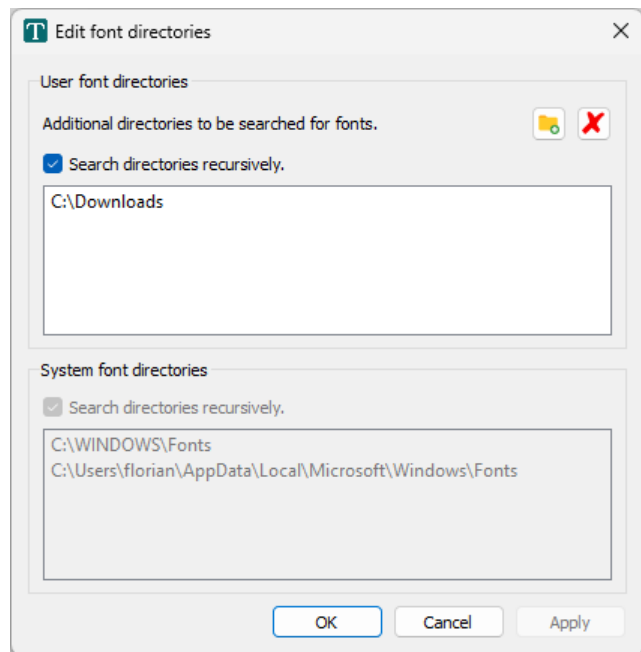 T Edit font directories
User font directories
Additional directories to be searched for fonts.
Search directories recursively.
C:\Downloads
System font directories
Search directories recursively.
C:\WINDOWS\Fonts
C:\Users\florian\AppData\Local\Microsoft\Windows\Fonts
OK Cancel Apply